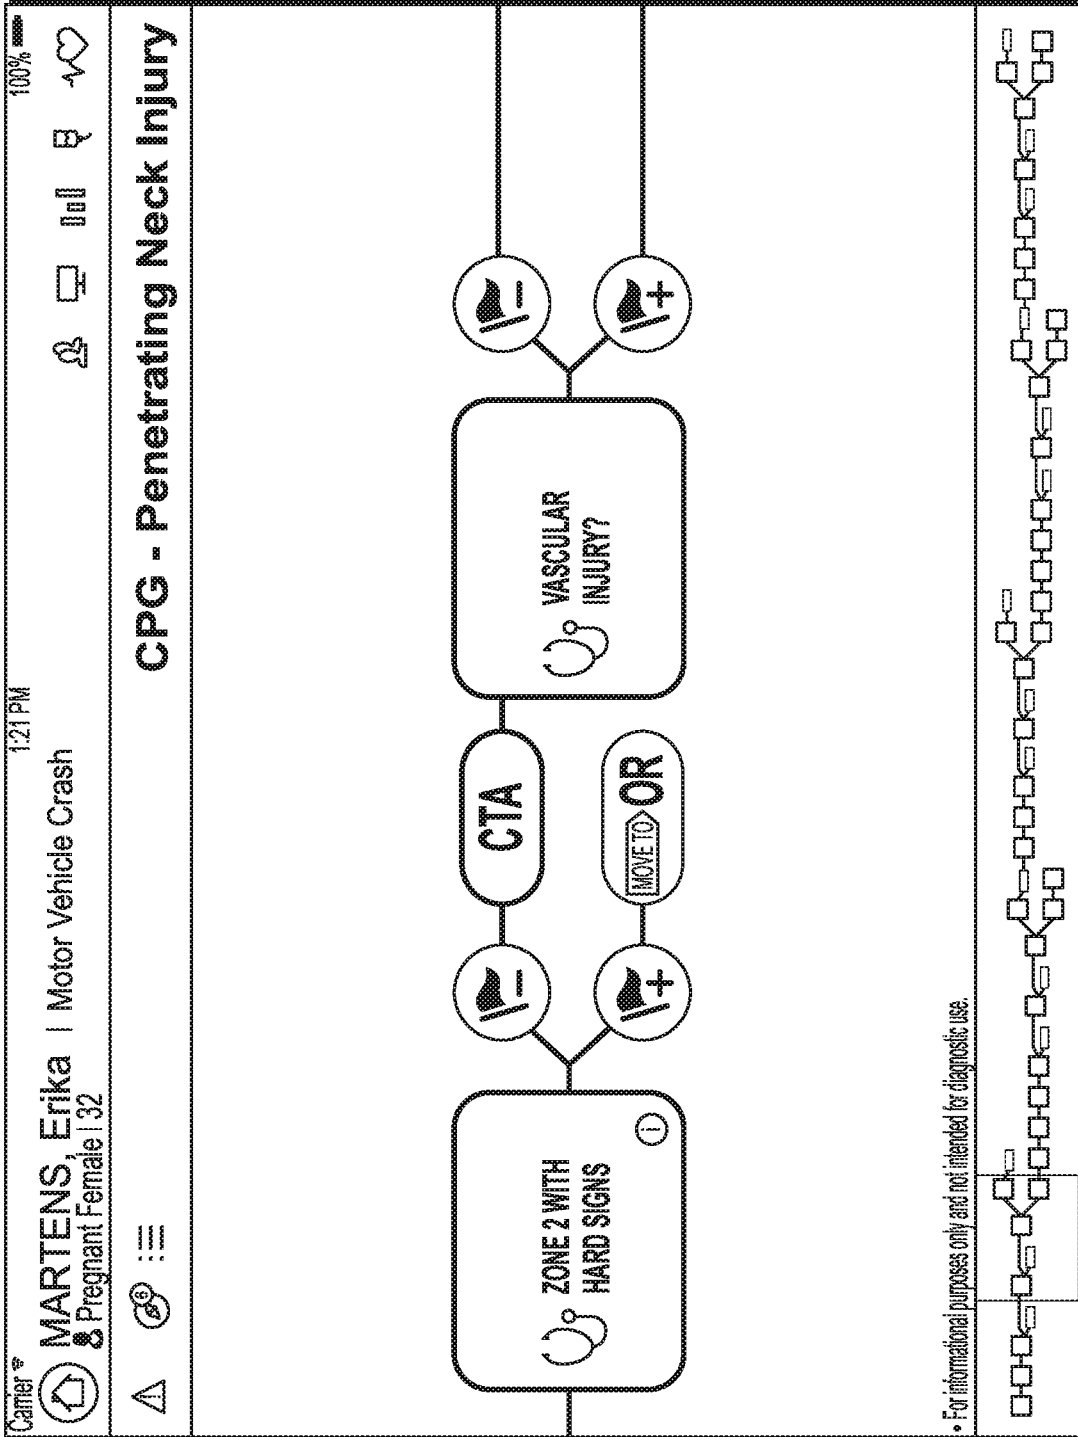 Carrier 1:21 PM 100%
MARTENS, Erika | Motor Vehicle Crash
Pregnant Female | 32
6
CPG - Penetrating Neck Injury
ZONE 2 WITH
HARD SIGNS
i
−
CTA
+
MOVE TO OR
VASCULAR
INJURY?
−
+
• For informational purposes only and not intended for diagnostic use.